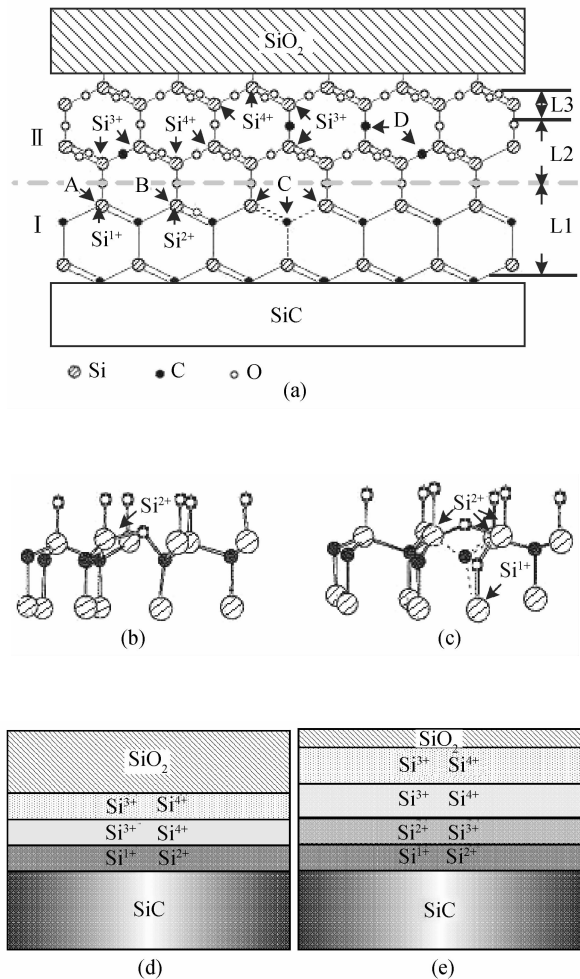 SiO₂
L3
Si³⁺ Si⁴⁺ Si⁴⁺ Si³⁺ D
II
L2
A B C
I
L1
Si¹⁺ Si²⁺
SiC
Si C O
(a)
Si²⁺ Si²⁺
Si¹⁺
(b) (c)
SiO₂ SiO₂
Si³⁺ Si⁴⁺
Si³⁺ Si⁴⁺
Si³⁺ Si⁴⁺
Si³⁺ Si⁴⁺
Si²⁺ Si³⁺
Si¹⁺ Si²⁺ Si¹⁺ Si²⁺
SiC SiC
(d) (e)